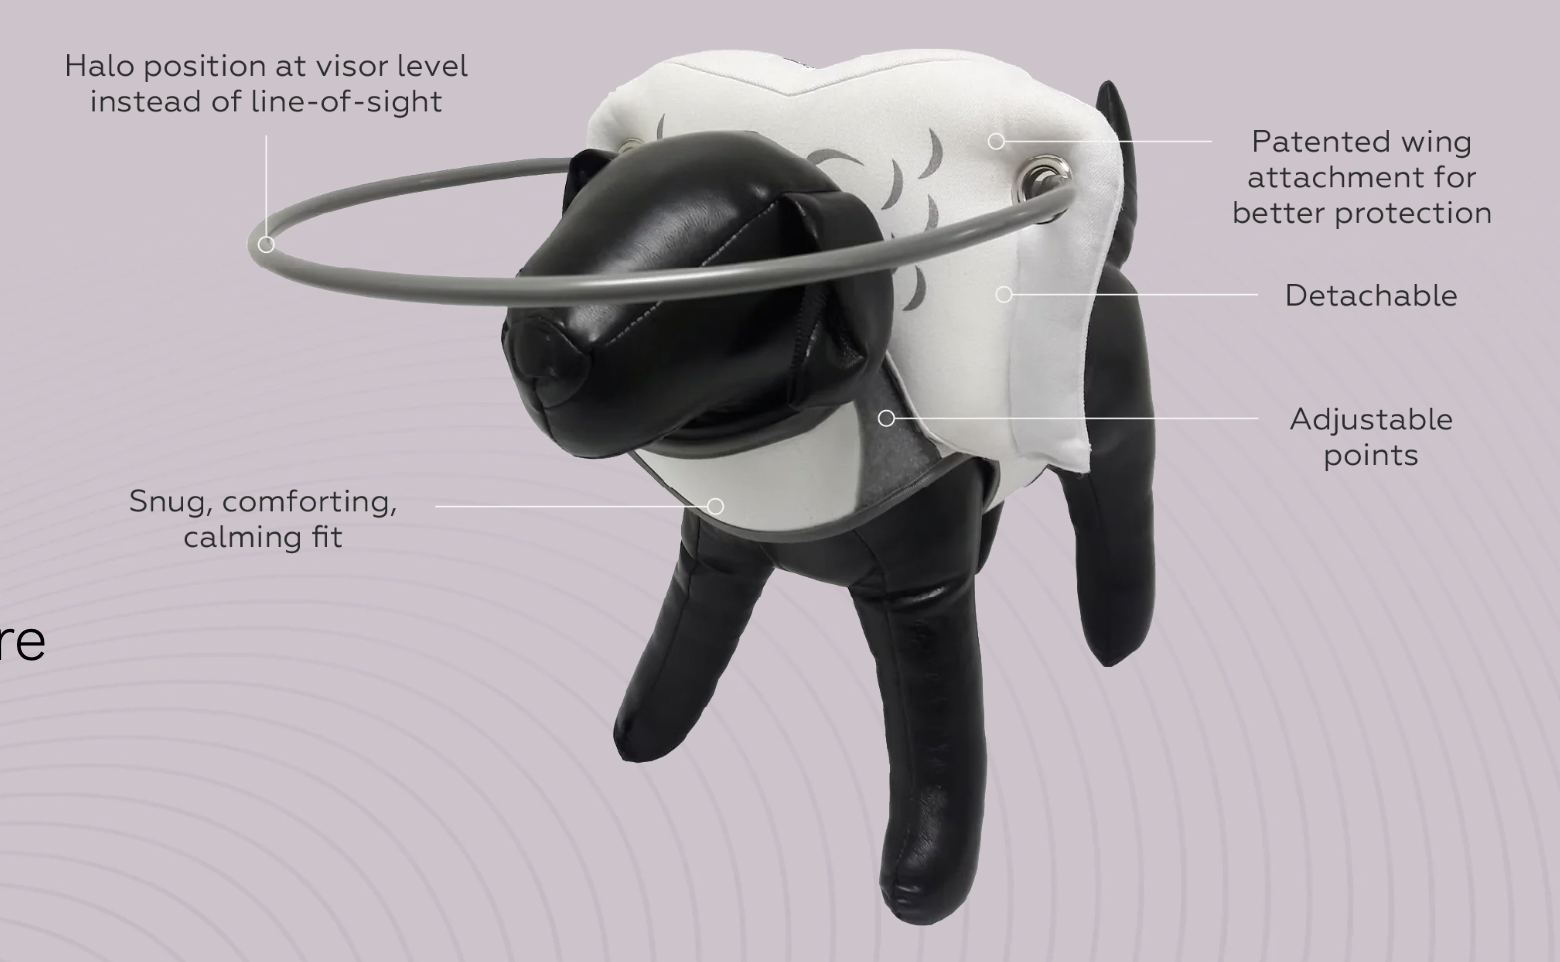 Halo position at visor level
instead of line-of-sight
Patented wing
attachment for
better protection
Detachable
Adjustable
points
Snug, comforting,
calming fit
re